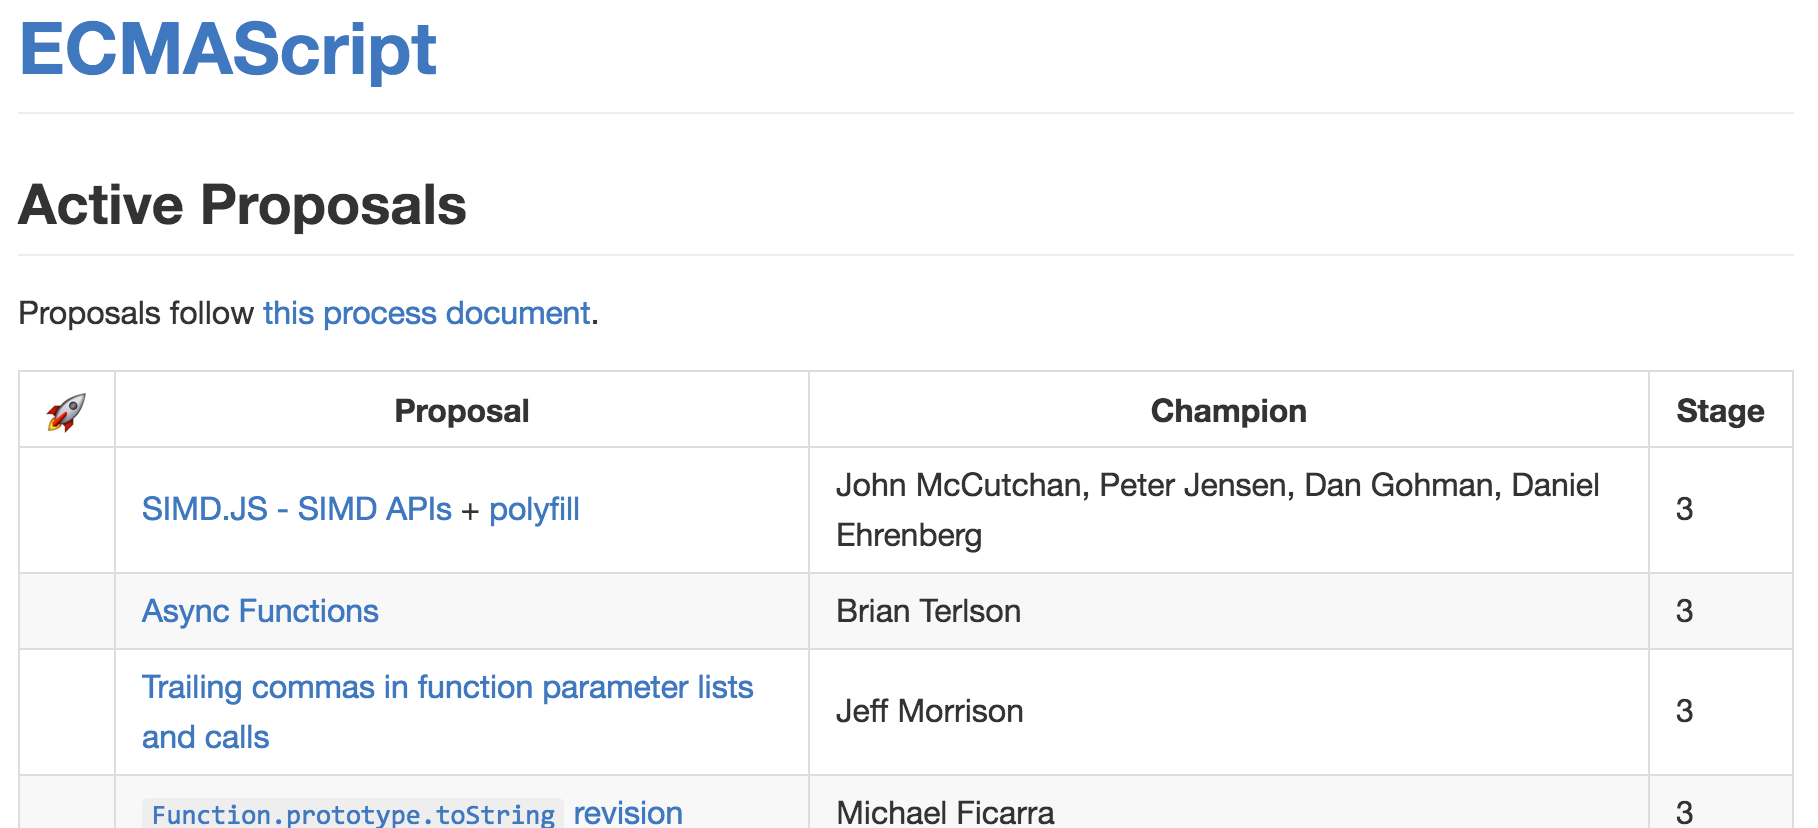 ECMAScript
Active Proposals
Proposals follow this process document.
🚀 Proposal Champion Stage
SIMD.JS - SIMD APIs + polyfill John McCutchan, Peter Jensen, Dan Gohman, Daniel
Ehrenberg 3
Async Functions Brian Terlson 3
Trailing commas in function parameter lists
and calls Jeff Morrison 3
Function.prototype.toString revision Michael Ficarra 3